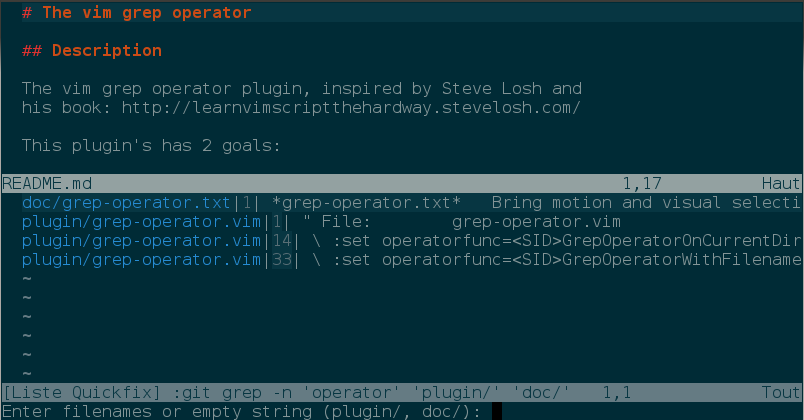 # The vim grep operator
## Description
The vim grep operator plugin, inspired by Steve Losh and
his book: http://learnvimscriptthehardway.stevelosh.com/
This plugin's has 2 goals:
README.md 1,17 Haut
doc/grep-operator.txt|1| *grep-operator.txt* Bring motion and visual selecti
plugin/grep-operator.vim|1| " File: grep-operator.vim
plugin/grep-operator.vim|14| \ :set operatorfunc=<SID>GrepOperatorOnCurrentDir
plugin/grep-operator.vim|33| \ :set operatorfunc=<SID>GrepOperatorWithFilename
~
~
~
~
~
~
[Liste Quickfix] :git grep -n 'operator' 'plugin/' 'doc/' 1,1 Tout
Enter filenames or empty string (plugin/, doc/):